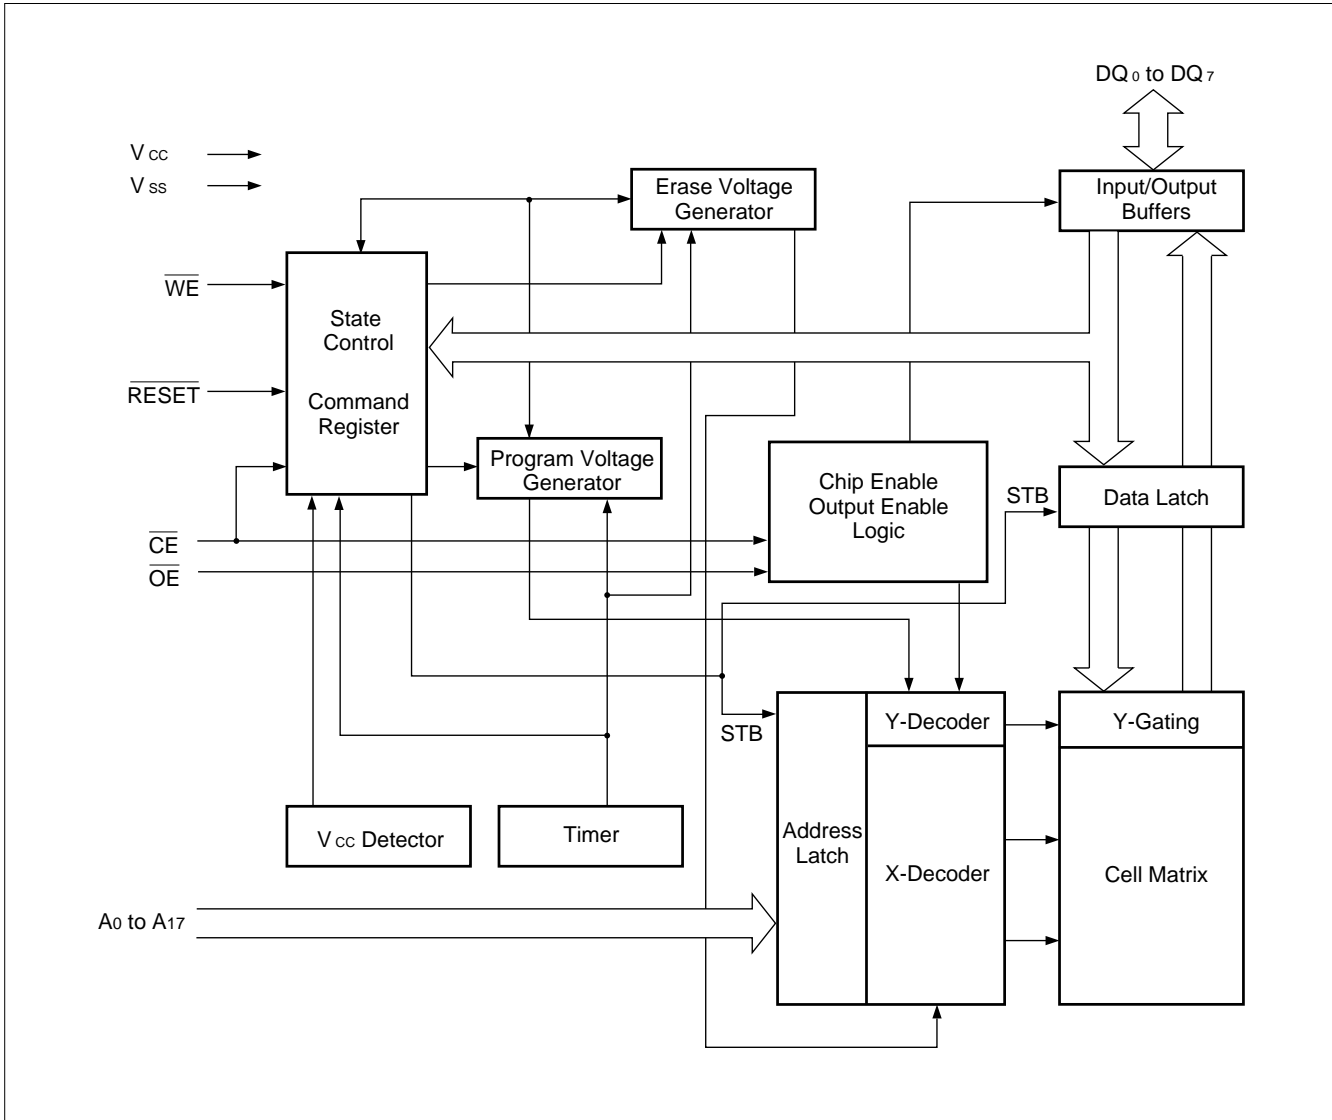 DQ0 to DQ7
VCC
VSS
Erase Voltage
Generator
Input/Output
Buffers
WE
State
Control
RESET
Command
Register
Program Voltage
Generator
Chip Enable
Output Enable
Logic
STB
Data Latch
CE
OE
STB
Y-Decoder
Y-Gating
VCC Detector
Timer
Address
Latch
X-Decoder
Cell Matrix
A0 to A17